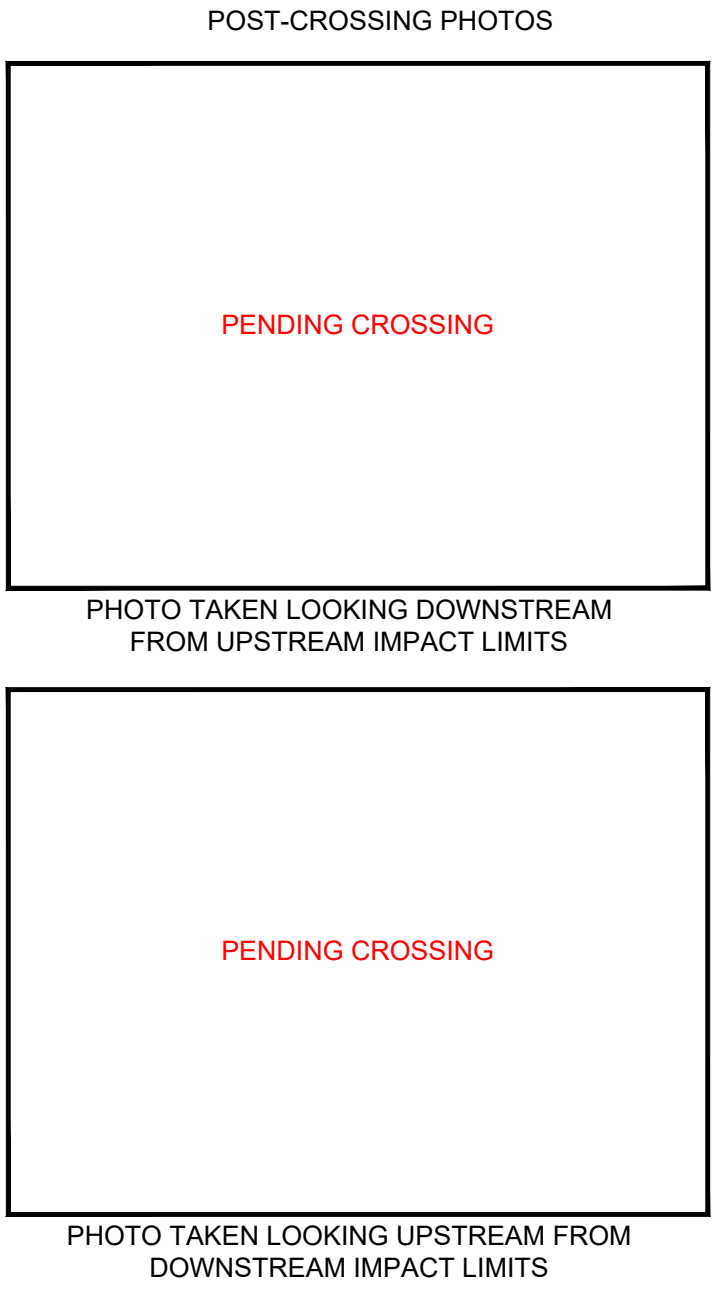 POST-CROSSING PHOTOS
PENDING CROSSING
PHOTO TAKEN LOOKING DOWNSTREAM
FROM UPSTREAM IMPACT LIMITS
PENDING CROSSING
PHOTO TAKEN LOOKING UPSTREAM FROM
DOWNSTREAM IMPACT LIMITS